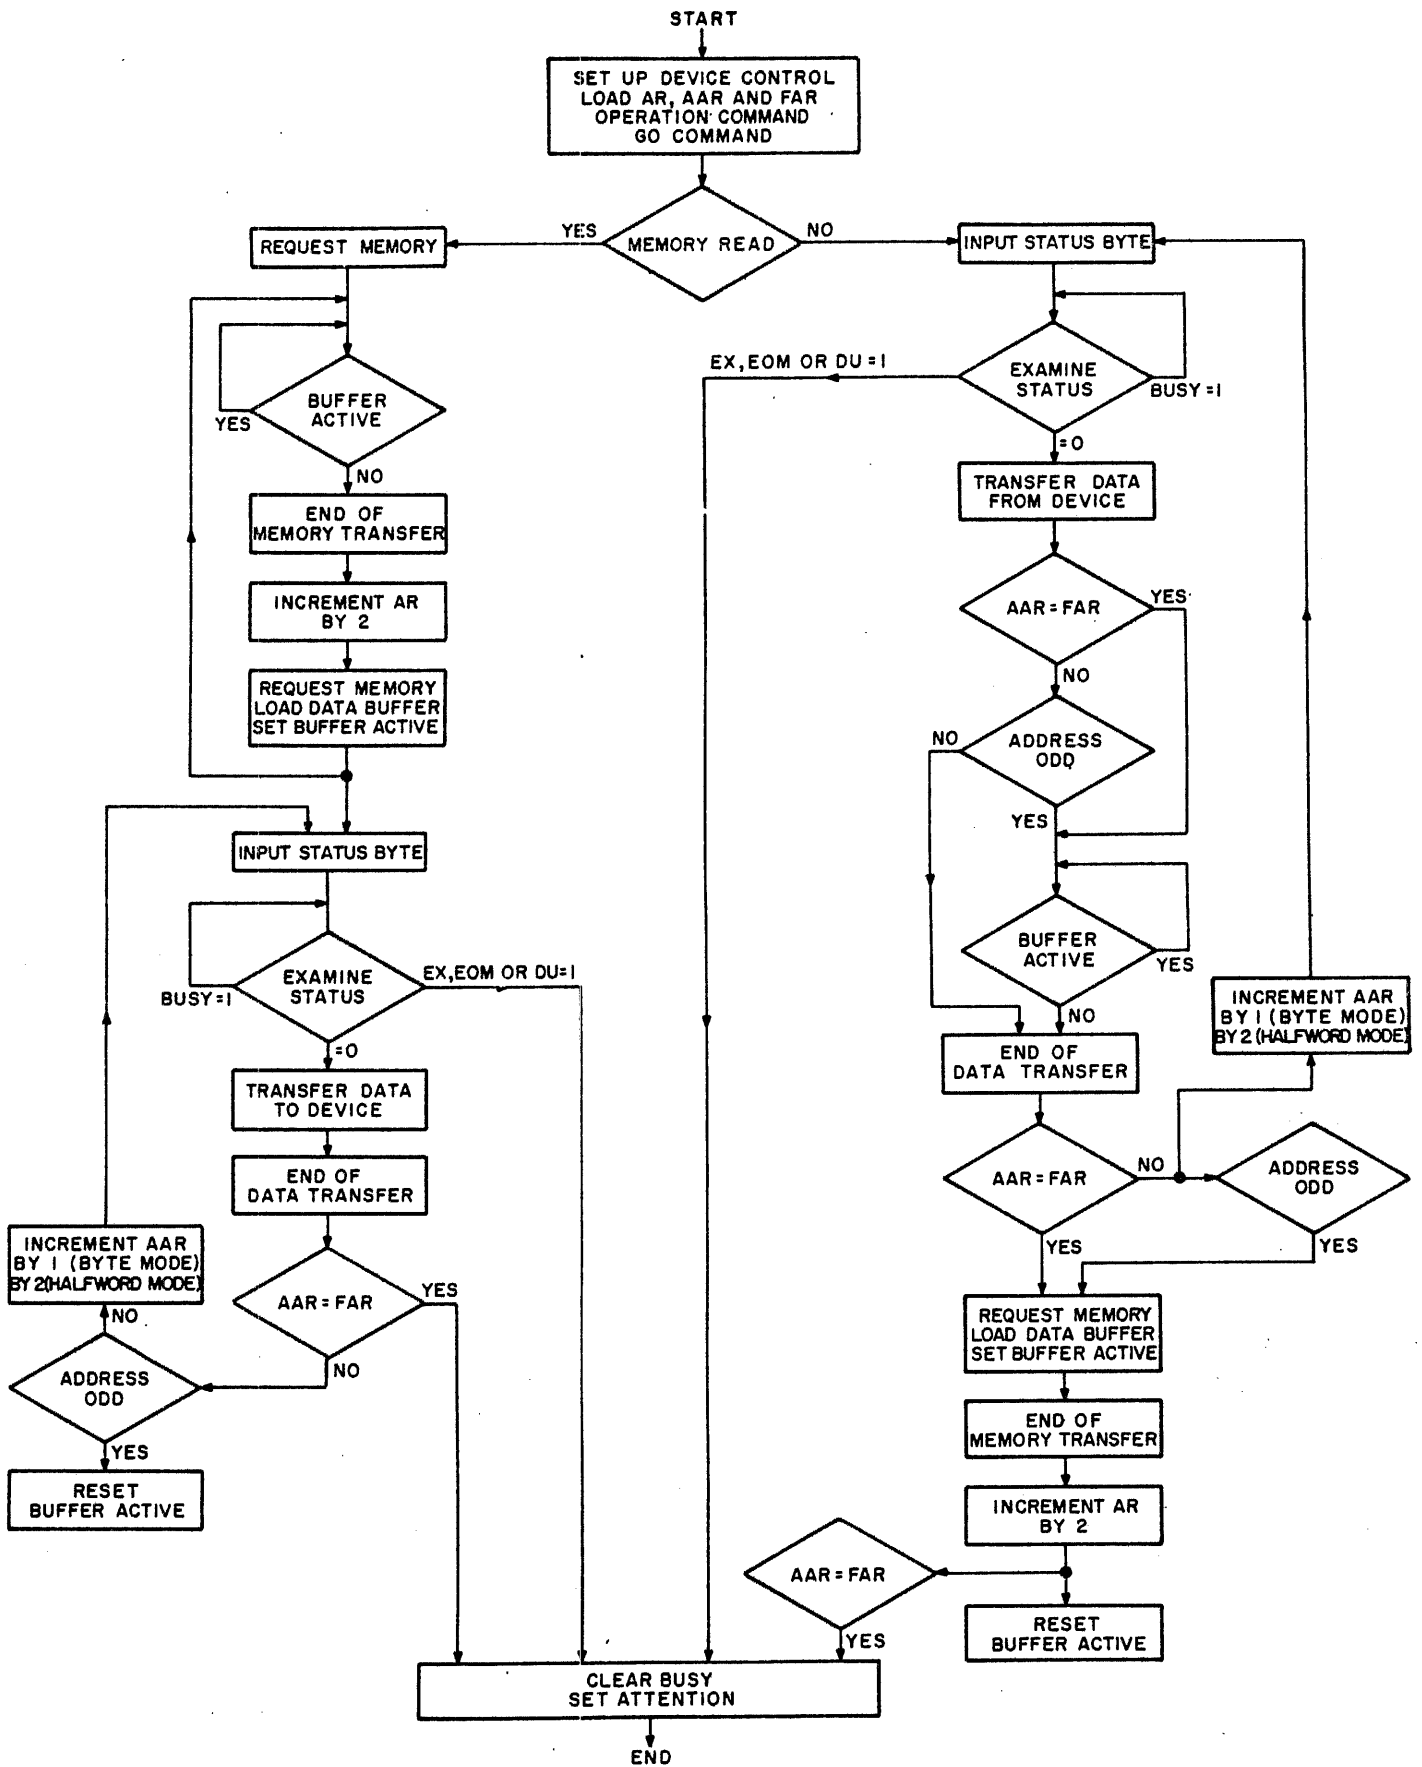 START
SET UP DEVICE CONTROL
LOAD AR, AAR AND FAR
OPERATION COMMAND
GO COMMAND
MEMORY READ
YES
NO
REQUEST MEMORY
BUFFER
ACTIVE
YES
NO
END OF
MEMORY TRANSFER
INCREMENT AR
BY 2
REQUEST MEMORY
LOAD DATA BUFFER
SET BUFFER ACTIVE
INPUT STATUS BYTE
EXAMINE
STATUS
BUSY=1
EX,EOM OR DU=1
=0
TRANSFER DATA
TO DEVICE
END OF
DATA TRANSFER
AAR=FAR
YES
NO
ADDRESS
ODD
NO
INCREMENT AAR
BY 1 (BYTE MODE)
BY 2(HALFWORD MODE)
YES
RESET
BUFFER ACTIVE
INPUT STATUS BYTE
EXAMINE
STATUS
EX,EOM OR DU=1
BUSY=1
=0
TRANSFER DATA
FROM DEVICE
AAR=FAR
YES
NO
ADDRESS
ODD
NO
YES
BUFFER
ACTIVE
YES
NO
END OF
DATA TRANSFER
AAR=FAR
NO
INCREMENT AAR
BY 1 (BYTE MODE)
BY 2 (HALFWORD MODE)
ADDRESS
ODD
YES
YES
REQUEST MEMORY
LOAD DATA BUFFER
SET BUFFER ACTIVE
END OF
MEMORY TRANSFER
INCREMENT AR
BY 2
AAR=FAR
YES
RESET
BUFFER ACTIVE
CLEAR BUSY
SET ATTENTION
END